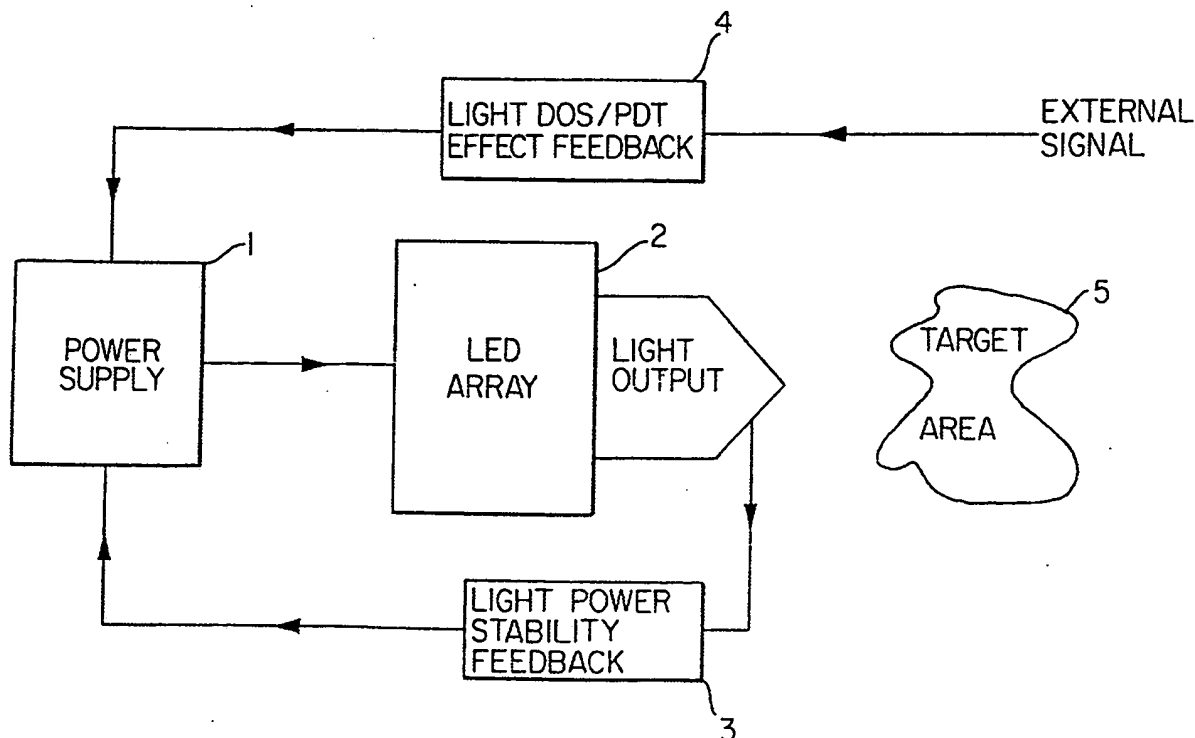 4
LIGHT DOS/PDT
EFFECT FEEDBACK
EXTERNAL
SIGNAL
1
POWER
SUPPLY
2
LED
ARRAY
LIGHT
OUTPUT
5
TARGET
AREA
LIGHT POWER
STABILITY
FEEDBACK
3